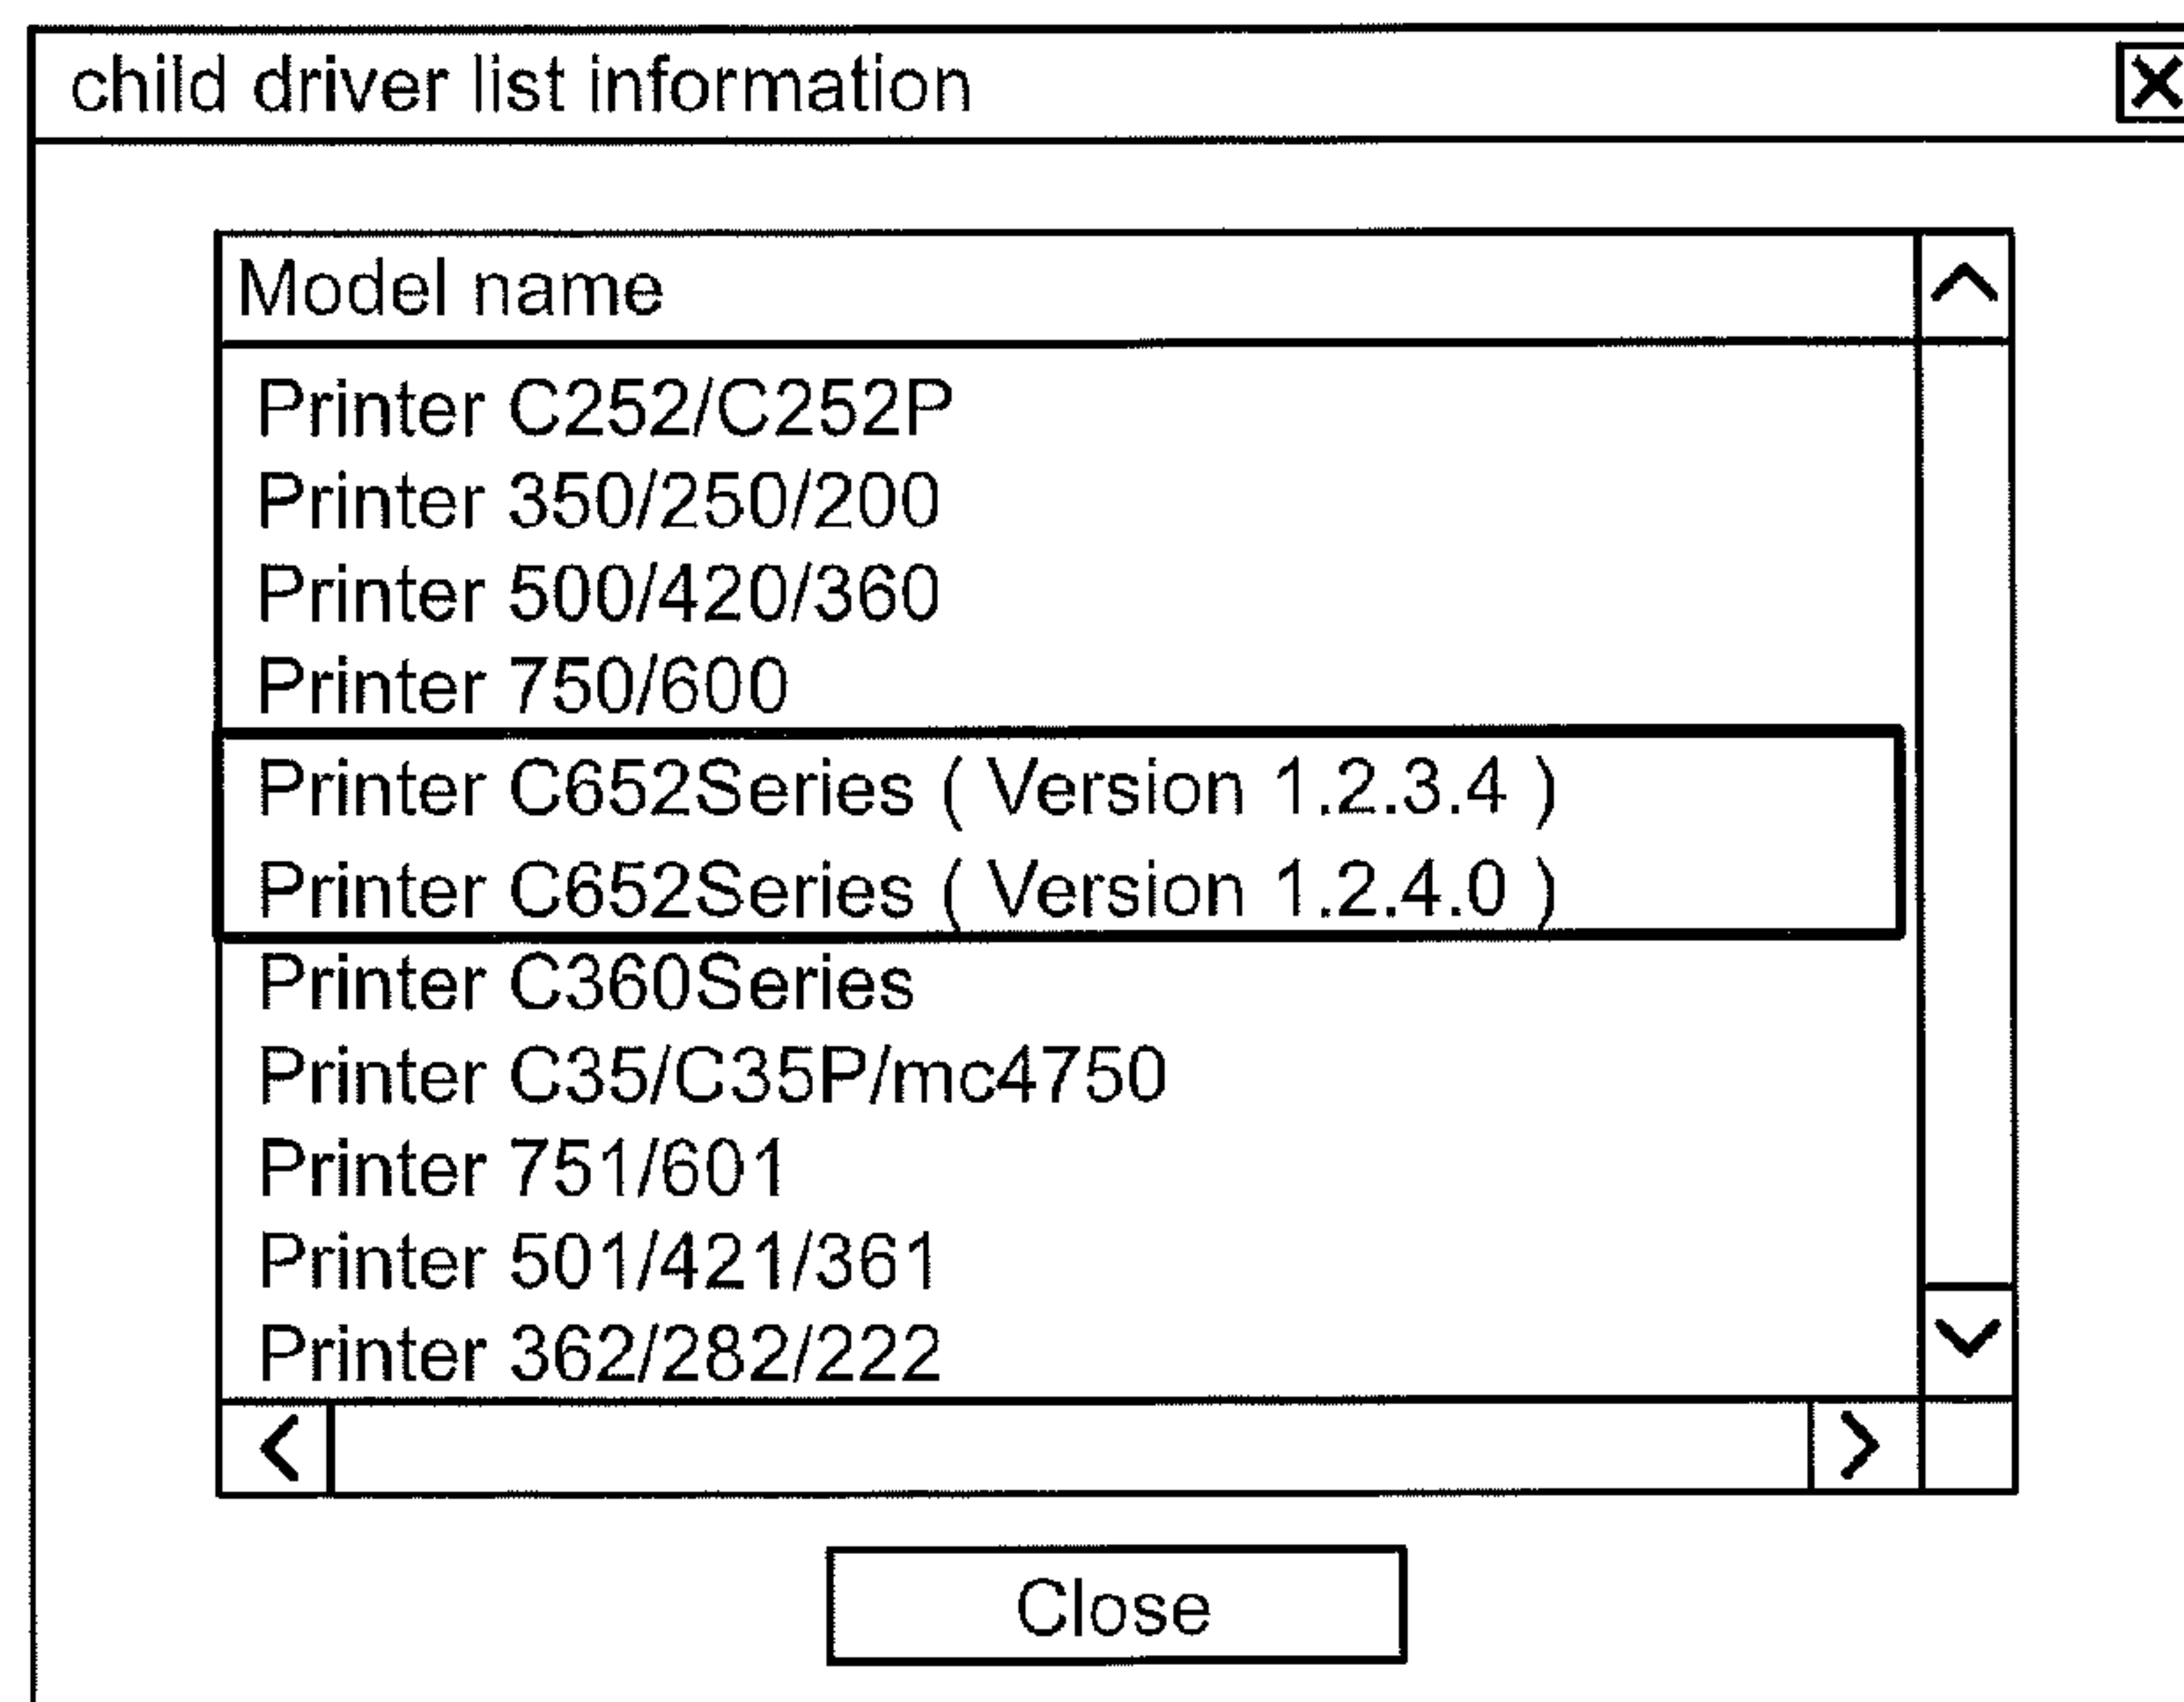 child driver list information
Model name
Printer C252/C252P
Printer 350/250/200
Printer 500/420/360
Printer 750/600
Printer C652Series ( Version 1.2.3.4 )
Printer C652Series ( Version 1.2.4.0 )
Printer C360Series
Printer C35/C35P/mc4750
Printer 751/601
Printer 501/421/361
Printer 362/282/222
Close